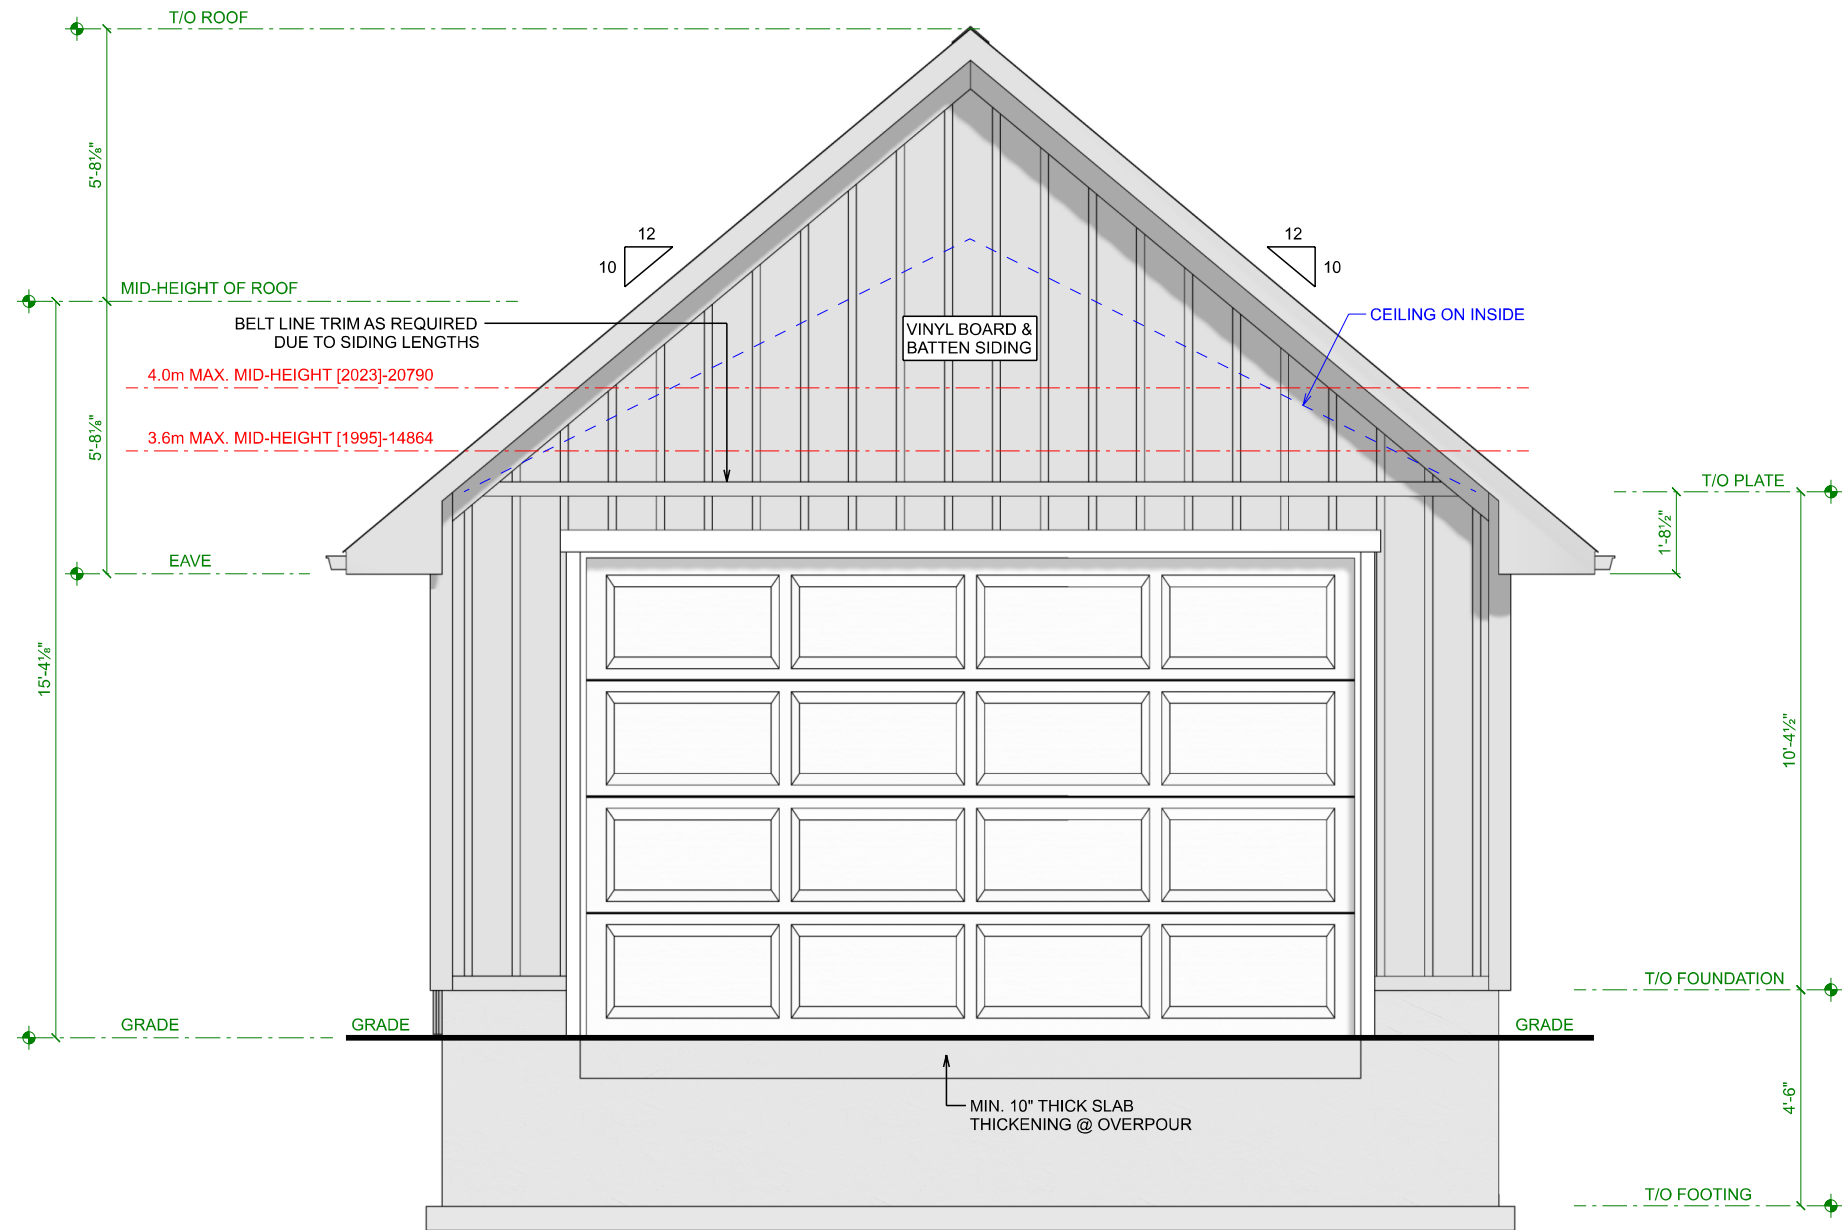 T/O ROOF
5'-8⅛"
12
10
12
10
MID-HEIGHT OF ROOF
BELT LINE TRIM AS REQUIRED
DUE TO SIDING LENGTHS
VINYL BOARD &
BATTEN SIDING
CEILING ON INSIDE
4.0m MAX. MID-HEIGHT [2023]-20790
5'-8⅛"
3.6m MAX. MID-HEIGHT [1995]-14864
T/O PLATE
1'-8½"
EAVE
15'-4⅛"
10'-4½"
T/O FOUNDATION
GRADE
GRADE
GRADE
MIN. 10" THICK SLAB
THICKENING @ OVERPOUR
4'-6"
T/O FOOTING